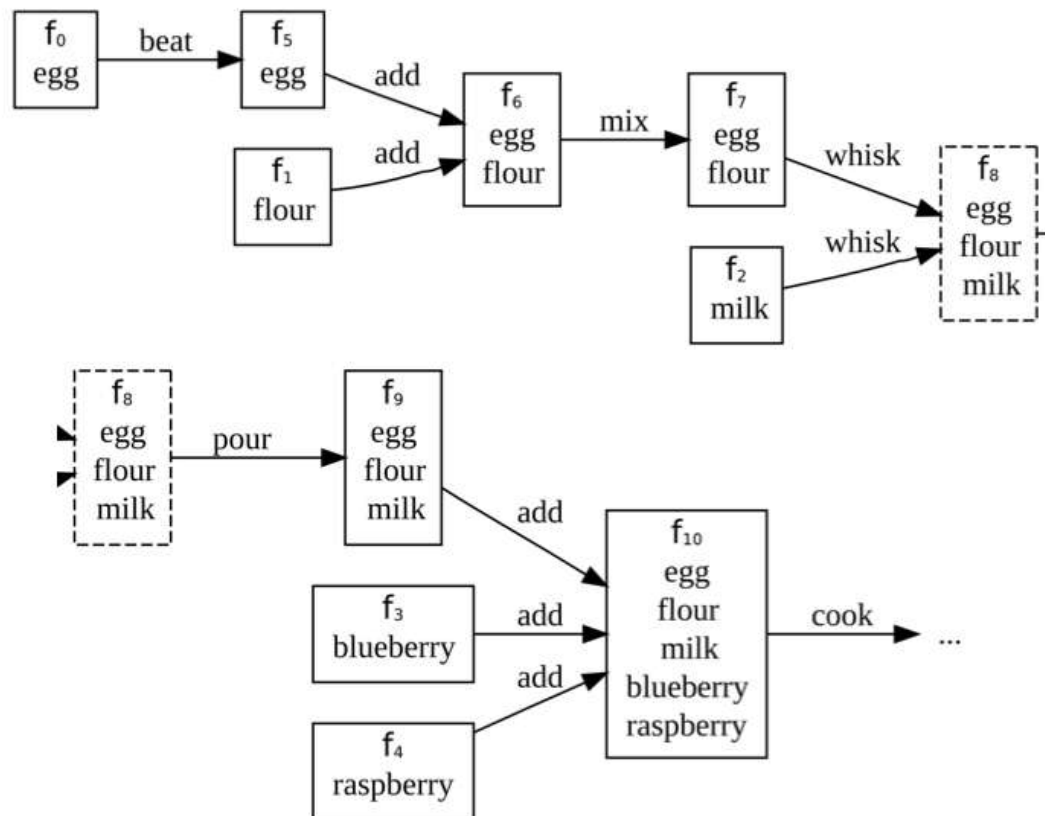 f₀
egg
beat
f₅
egg
add
f₁
flour
add
f₆
egg
flour
mix
f₇
egg
flour
whisk
f₂
milk
whisk
f₈
egg
flour
milk
f₈
egg
flour
milk
pour
f₉
egg
flour
milk
add
f₃
blueberry
add
f₄
raspberry
add
f₁₀
egg
flour
milk
blueberry
raspberry
cook
...